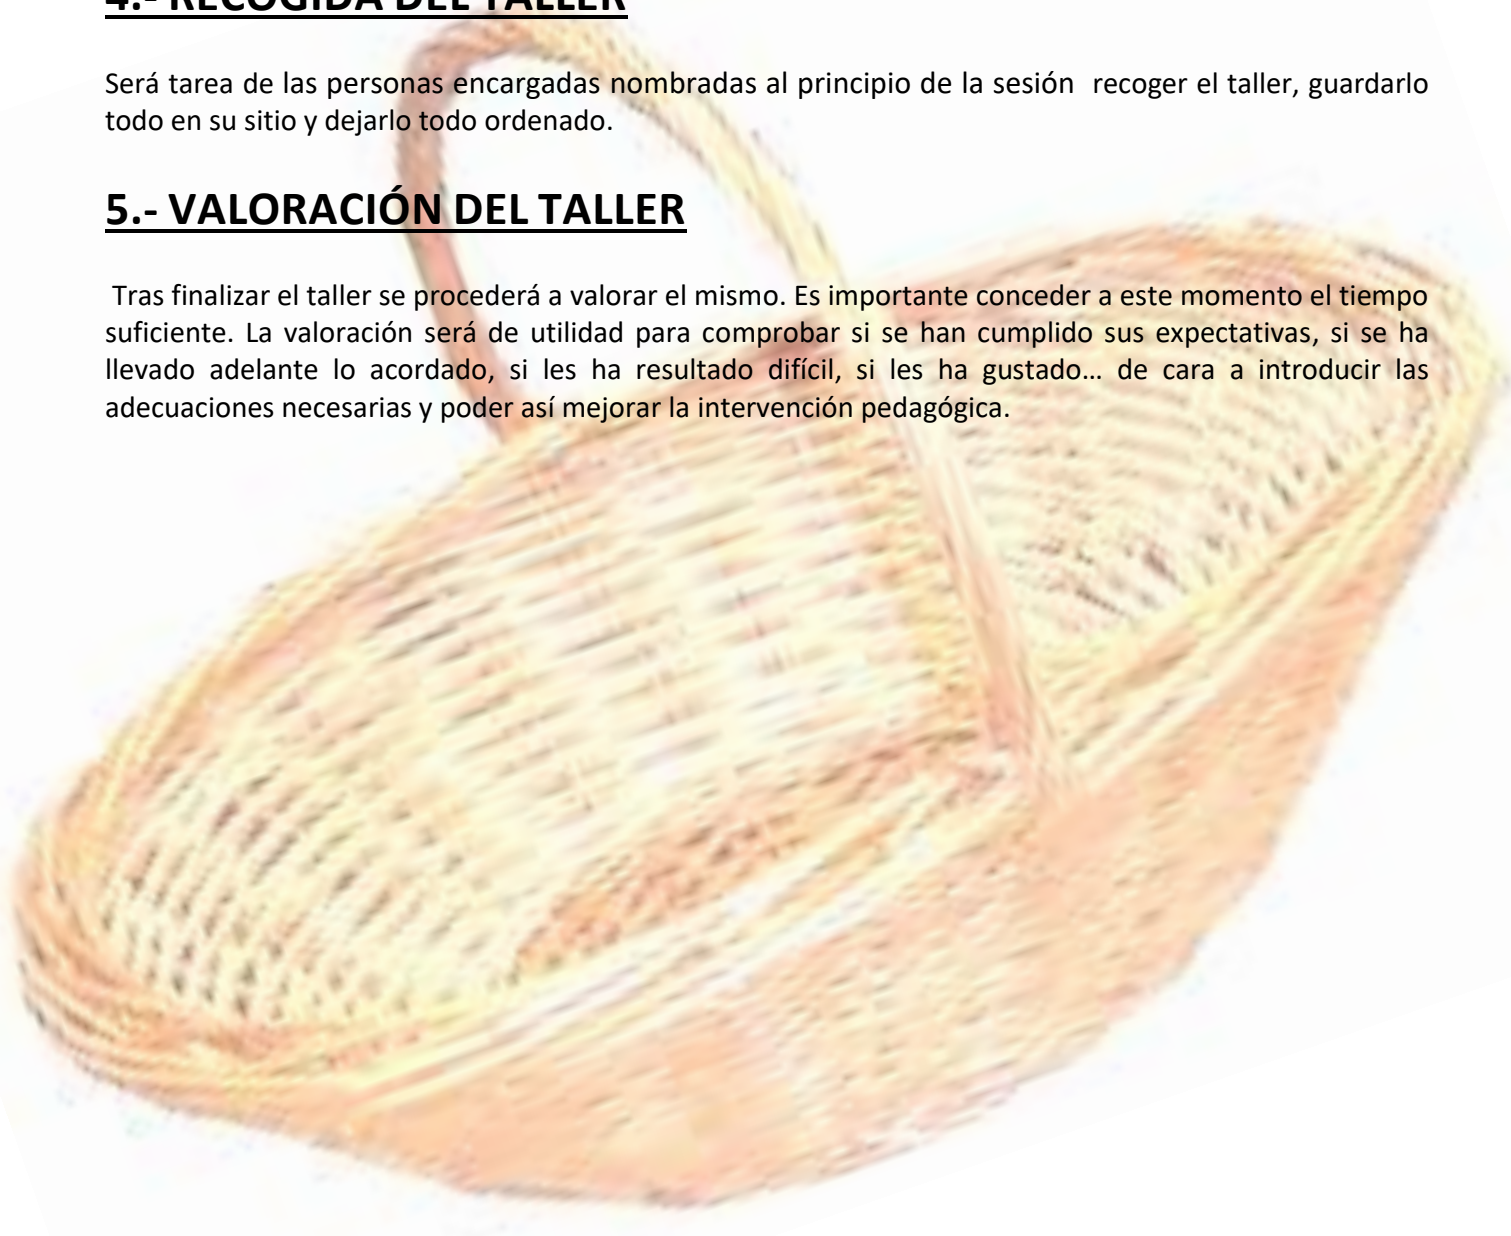 4.- RECOGIDA DEL TALLER
Será tarea de las personas encargadas nombradas al principio de la sesión recoger el taller, guardarlo
todo en su sitio y dejarlo todo ordenado.
5.- VALORACIÓN DEL TALLER
Tras finalizar el taller se procederá a valorar el mismo. Es importante conceder a este momento el tiempo
suficiente. La valoración será de utilidad para comprobar si se han cumplido sus expectativas, si se ha
llevado adelante lo acordado, si les ha resultado difícil, si les ha gustado… de cara a introducir las
adecuaciones necesarias y poder así mejorar la intervención pedagógica.